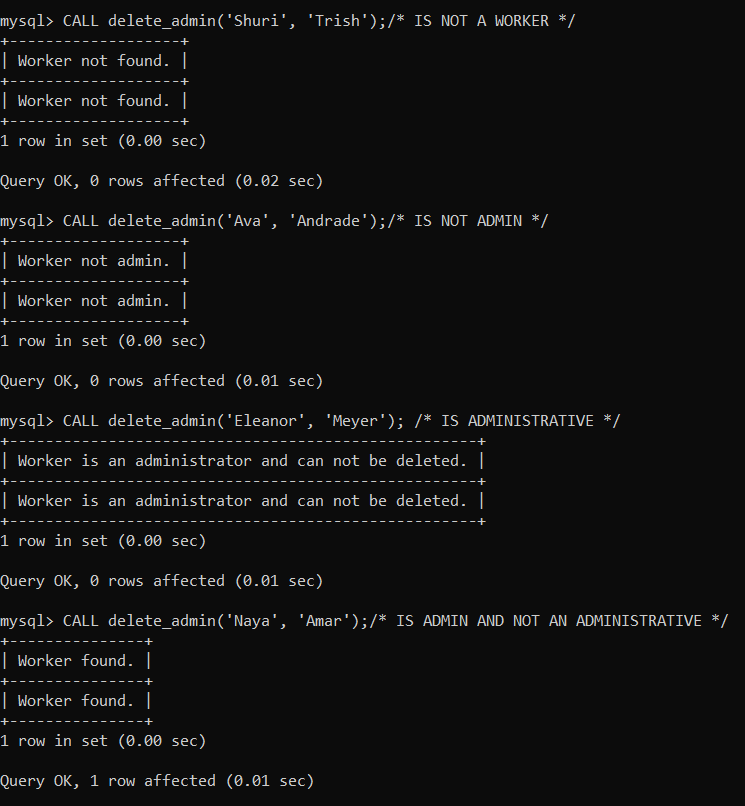 mysql> CALL delete_admin('Shuri', 'Trish');/* IS NOT A WORKER */
+-------------------+
| Worker not found. |
+-------------------+
| Worker not found. |
+-------------------+
1 row in set (0.00 sec)
Query OK, 0 rows affected (0.02 sec)
mysql> CALL delete_admin('Ava', 'Andrade');/* IS NOT ADMIN */
+-------------------+
| Worker not admin. |
+-------------------+
| Worker not admin. |
+-------------------+
1 row in set (0.00 sec)
Query OK, 0 rows affected (0.01 sec)
mysql> CALL delete_admin('Eleanor', 'Meyer'); /* IS ADMINISTRATIVE */
+----------------------------------------------------+
| Worker is an administrator and can not be deleted. |
+----------------------------------------------------+
| Worker is an administrator and can not be deleted. |
+----------------------------------------------------+
1 row in set (0.00 sec)
Query OK, 0 rows affected (0.01 sec)
mysql> CALL delete_admin('Naya', 'Amar');/* IS ADMIN AND NOT AN ADMINISTRATIVE */
+---------------+
| Worker found. |
+---------------+
| Worker found. |
+---------------+
1 row in set (0.00 sec)
Query OK, 1 row affected (0.01 sec)